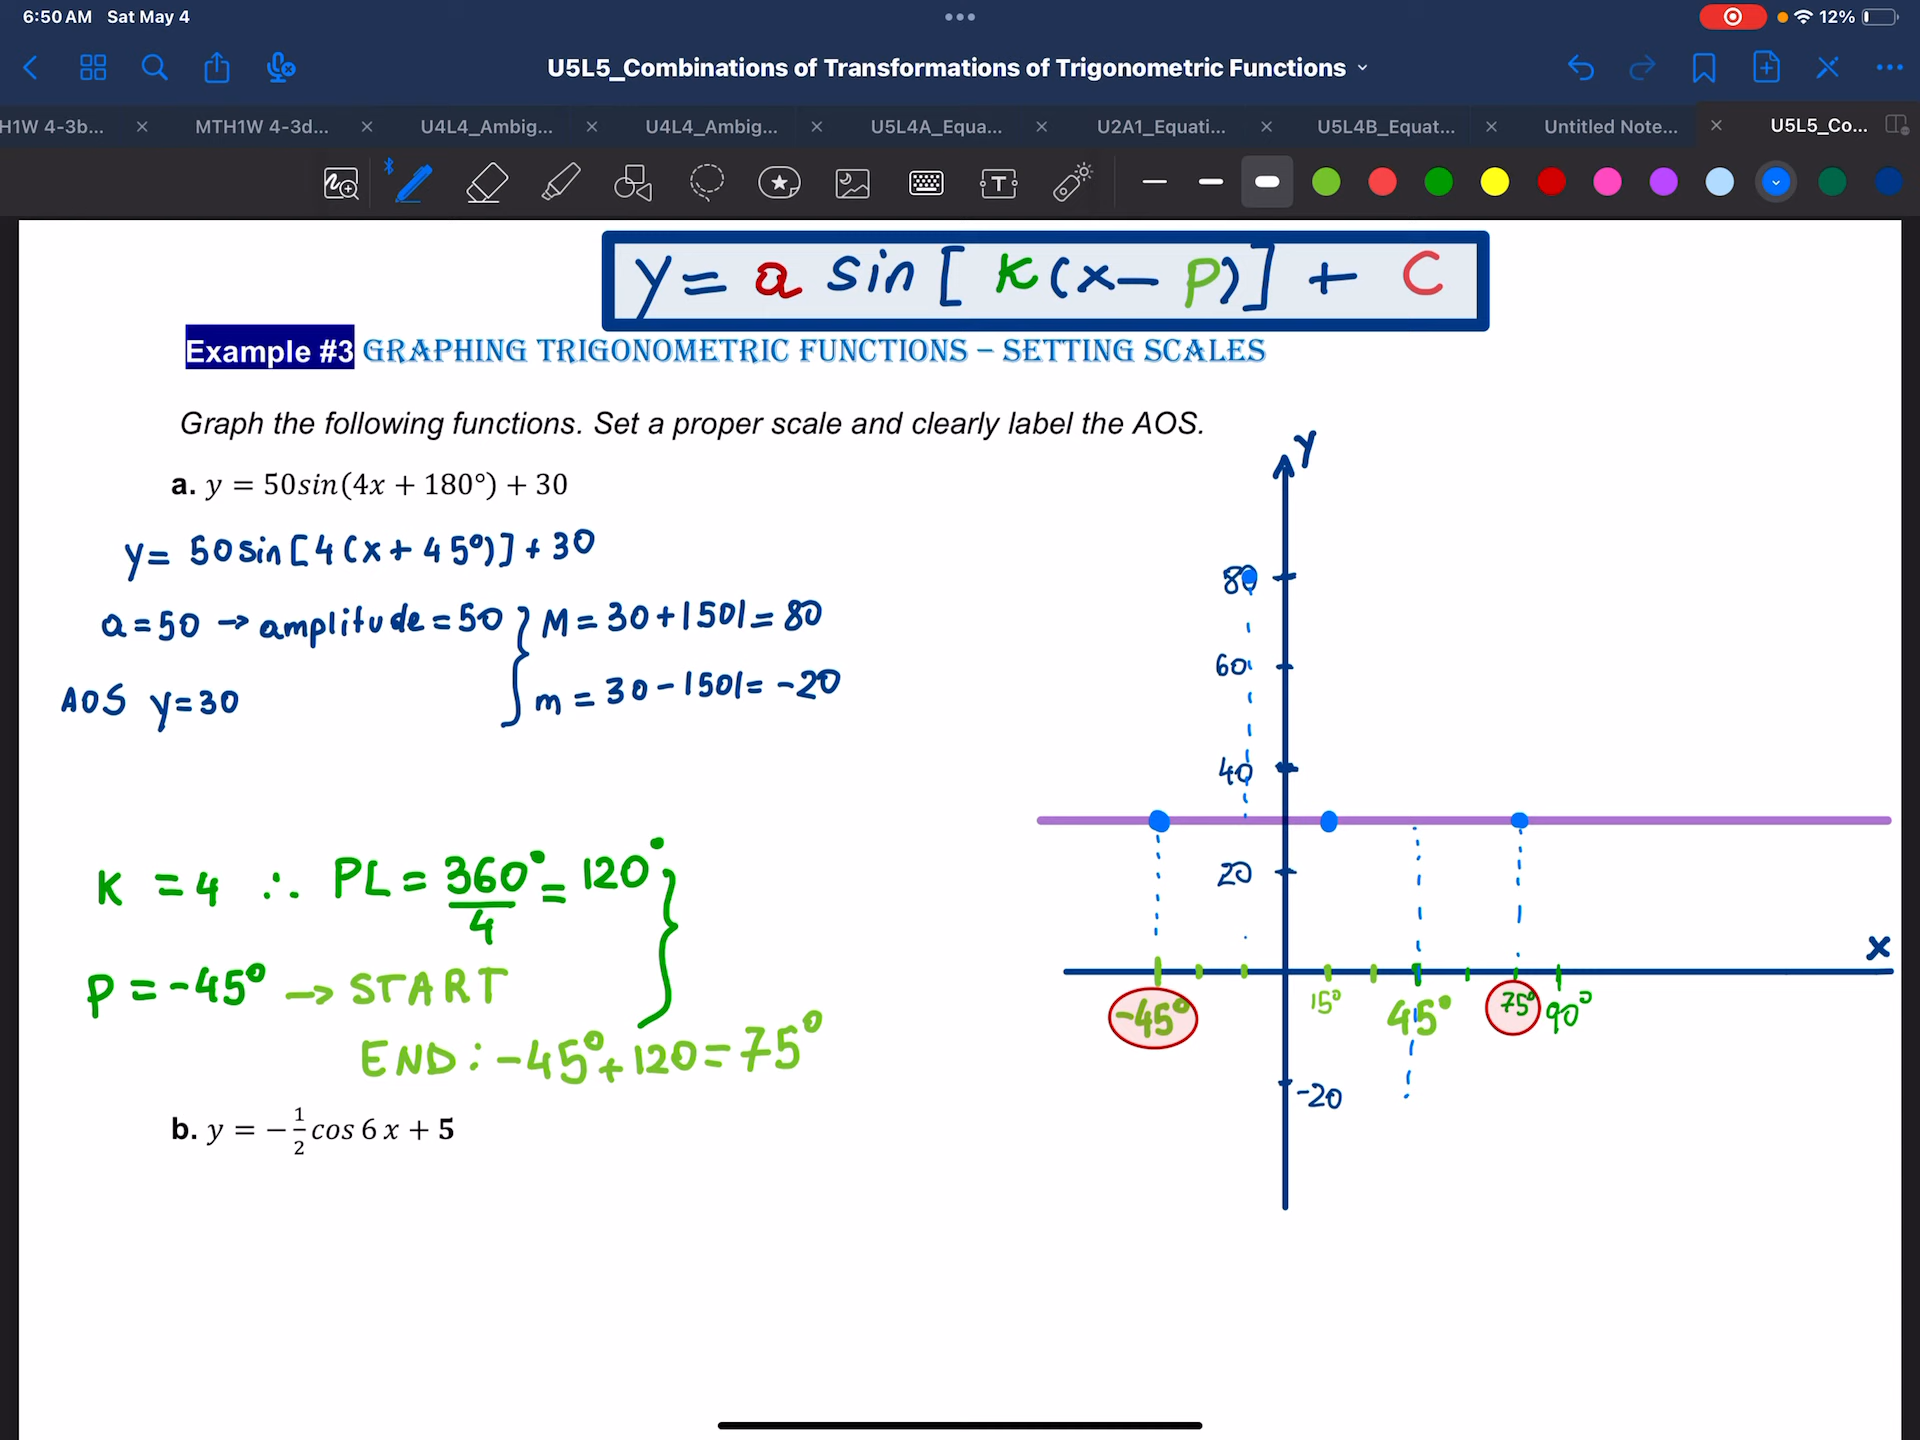 6:50 AM Sat May 4
12%
U5L5_Combinations of Transformations of Trigonometric Functions
H1W 4-3b... MTH1W 4-3d... U4L4_Ambig... U4L4_Ambig... U5L4A_Equa... U2A1_Equati... U5L4B_Equat... Untitled Note... U5L5_Co...
y = a sin [ k(x - p)] + c
Example #3 GRAPHING TRIGONOMETRIC FUNCTIONS – SETTING SCALES
Graph the following functions. Set a proper scale and clearly label the AOS.
a. y = 50sin(4x + 180°) + 30
y = 50 sin [4 (x + 45°)] + 30
a = 50 → amplitude = 50 } M = 30 + |50| = 80
AOS y = 30
m = 30 - |50| = -20
K = 4 ∴ PL = 360°/4 = 120° }
P = -45° → START
END: -45° + 120 = 75°
b. y = −1/2 cos 6 x + 5
y
80
60
40
20
x
-45° 15° 45° 75° 90°
-20